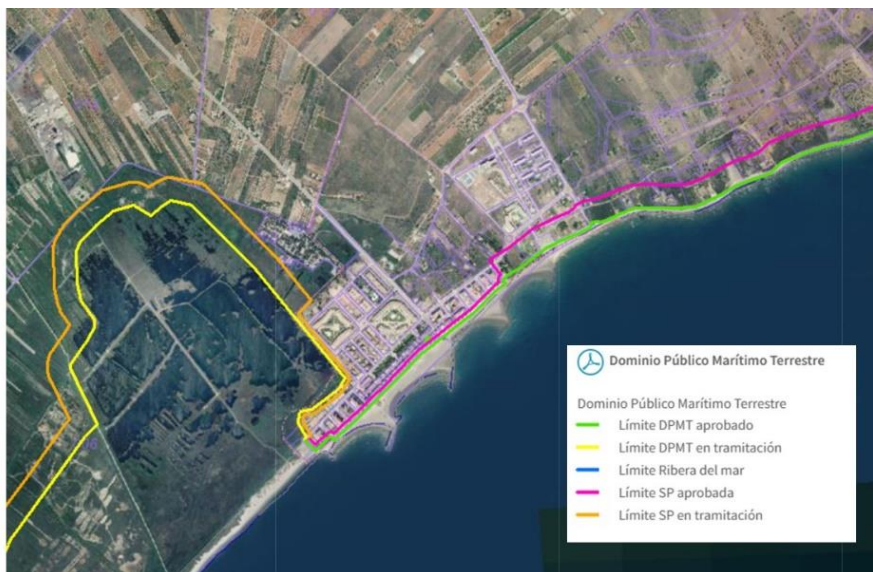 Dominio Público Marítimo Terrestre
Dominio Público Marítimo Terrestre
Límite DPMT aprobado
Límite DPMT en tramitación
Límite Ribera del mar
Límite SP aprobada
Límite SP en tramitación